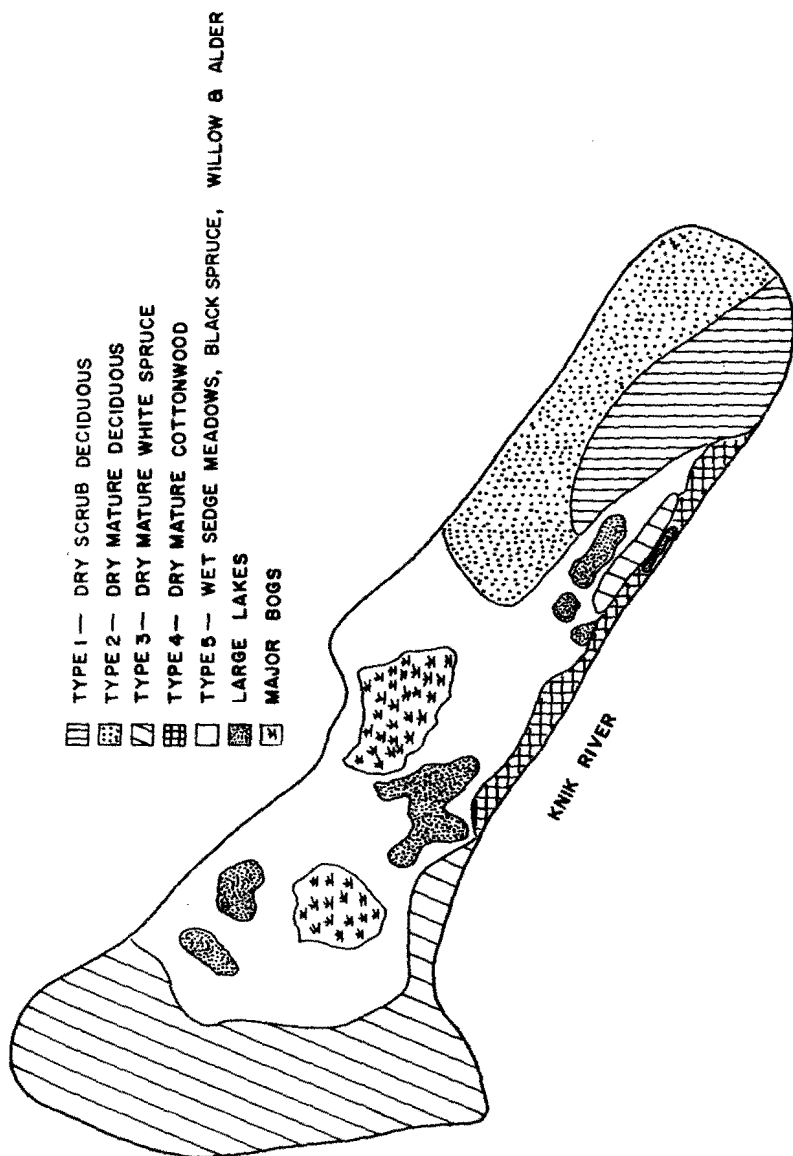 TYPE 1 — DRY SCRUB DECIDUOUS
TYPE 2 — DRY MATURE DECIDUOUS
TYPE 3 — DRY MATURE WHITE SPRUCE
TYPE 4 — DRY MATURE COTTONWOOD
TYPE 5 — WET SEDGE MEADOWS, BLACK SPRUCE, WILLOW & ALDER
LARGE LAKES
MAJOR BOGS
KNIK RIVER